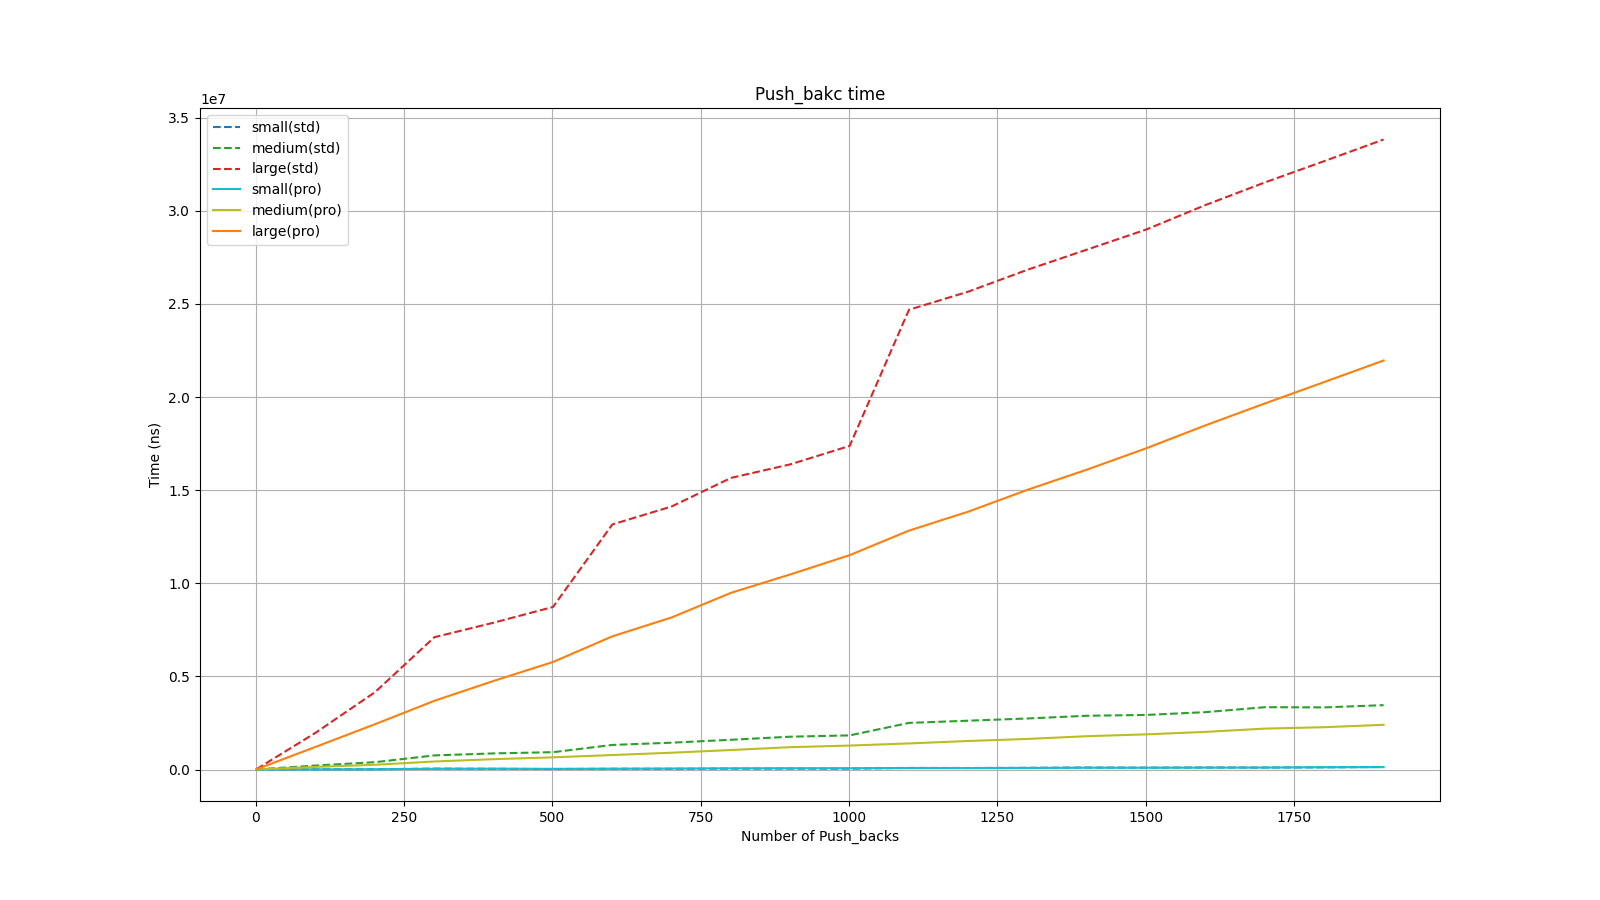 Push_bakc time
1e7
3.5
3.0
2.5
2.0
1.5
1.0
0.5
0.0
Time (ns)
small(std)
medium(std)
large(std)
small(pro)
medium(pro)
large(pro)
0 250 500 750 1000 1250 1500 1750
Number of Push_backs